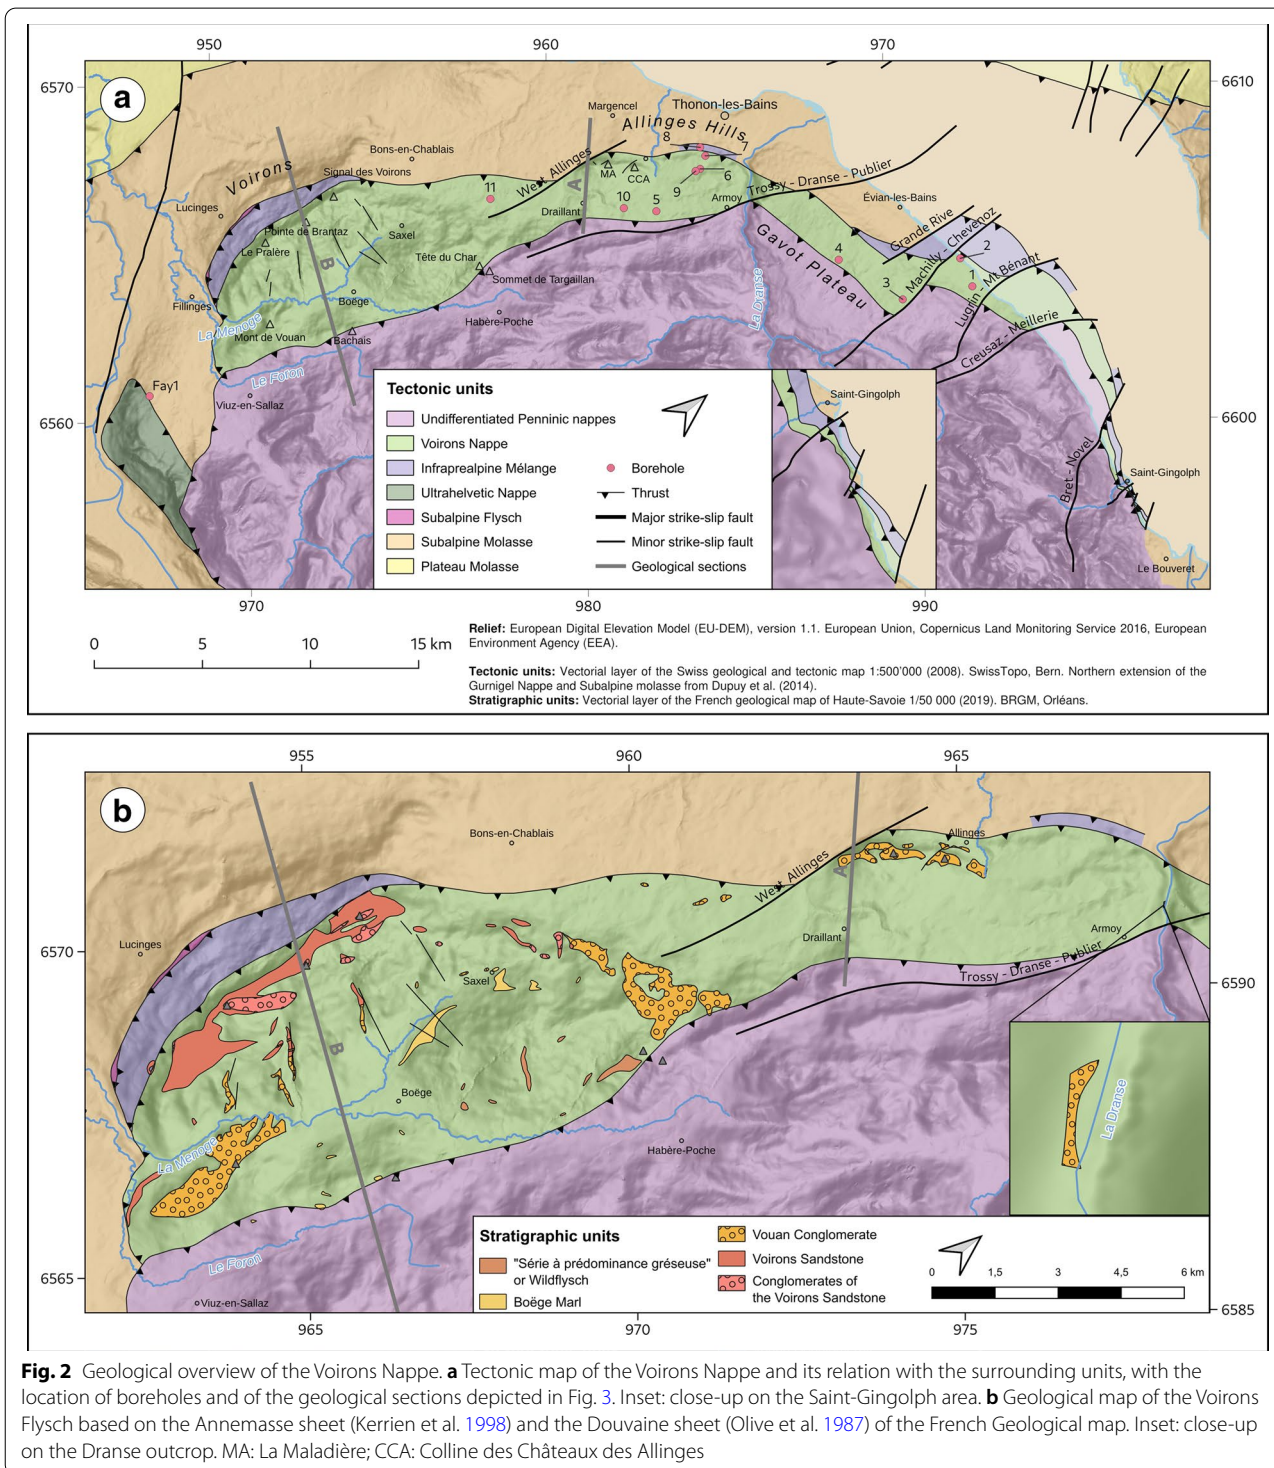 950
960
970
6570
6610
a
Margencel
Thonon-les-Bains
Allinges Hills
8
7
Bons-en-Chablais
Voirons
Signal des Voirons
West Allinges
MA
CCA
6
9
11
A
10
5
Armoy
Trossy - Dranse - Publier
Lucinges
Draillant
Évian-les-Bains
Pointe de Brantaz
Saxel
Grande Rive
Le Pralère
Gavot Plateau
4
Machilly - Chevenoz
2
B
Tête du Char
Sommet de Targaillan
3
1
Lugrin - Mt Bénant
La Dranse
Fillinges
Boëge
La Menoge
Habère-Poche
Mont de Vouan
Bachais
Creusaz - Meillerie
Fay1
Le Foron
Viuz-en-Sallaz
6560
6600
Tectonic units
Undifferentiated Penninic nappes
Voirons Nappe
Infraprealpine Mélange
Borehole
Ultrahelvetic Nappe
Thrust
Subalpine Flysch
Major strike-slip fault
Subalpine Molasse
Minor strike-slip fault
Plateau Molasse
Geological sections
Saint-Gingolph
Bret - Novel
Saint-Gingolph
Le Bouveret
970
980
990
0
5
10
15 km
Relief: European Digital Elevation Model (EU-DEM), version 1.1. European Union, Copernicus Land Monitoring Service 2016, European
Environment Agency (EEA).
Tectonic units: Vectorial layer of the Swiss geological and tectonic map 1:500'000 (2008). SwissTopo, Bern. Northern extension of the
Gurnigel Nappe and Subalpine molasse from Dupuy et al. (2014).
Stratigraphic units: Vectorial layer of the French geological map of Haute-Savoie 1/50 000 (2019). BRGM, Orléans.
955
960
965
b
Bons-en-Chablais
Allinges
West Allinges
A
Lucinges
Draillant
Armoy
6570
Trossy - Dranse - Publier
Saxel
6590
B
Boëge
La Dranse
La Menoge
Habère-Poche
Le Foron
6565
Viuz-en-Sallaz
Stratigraphic units
"Série à prédominance gréseuse"
or Wildflysch
Boëge Marl
Vouan Conglomerate
Voirons Sandstone
Conglomerates of
the Voirons Sandstone
0
1,5
3
4,5
6 km
6585
965
970
975
Fig. 2 Geological overview of the Voirons Nappe. a Tectonic map of the Voirons Nappe and its relation with the surrounding units, with the
location of boreholes and of the geological sections depicted in Fig. 3. Inset: close-up on the Saint-Gingolph area. b Geological map of the Voirons
Flysch based on the Annemasse sheet (Kerrien et al. 1998) and the Douvaine sheet (Olive et al. 1987) of the French Geological map. Inset: close-up
on the Dranse outcrop. MA: La Maladière; CCA: Colline des Châteaux des Allinges